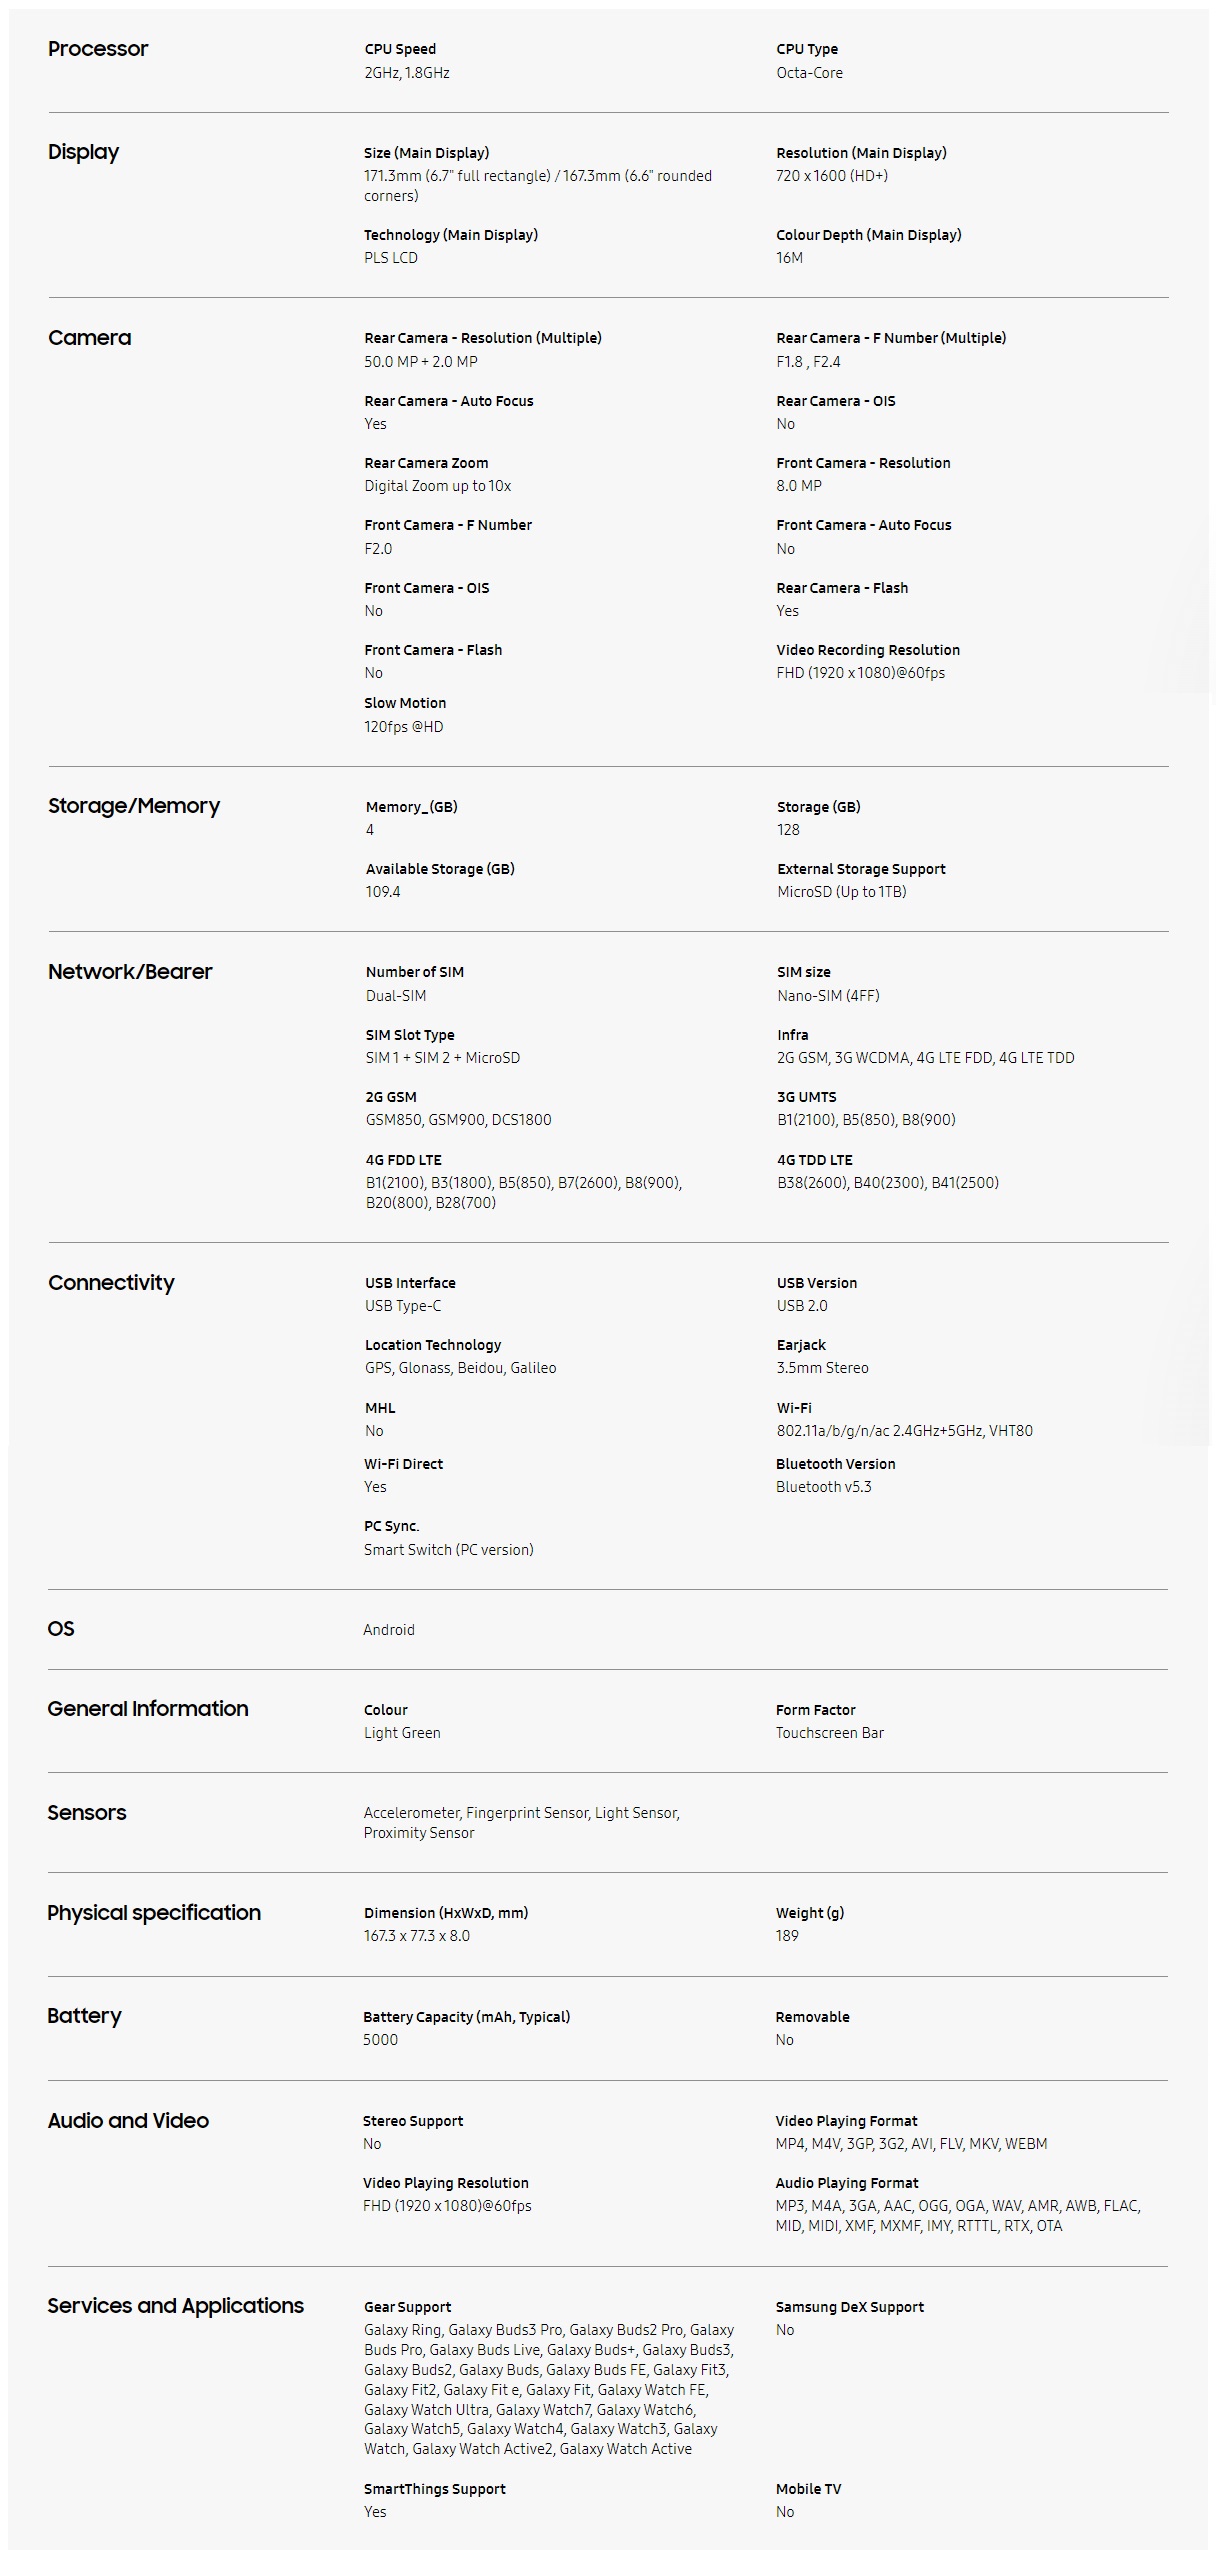 Processor
CPU Speed
CPU Type
2GHz, 1.8GHz
Octa-Core
Display
Size (Main Display)
Resolution (Main Display)
171.3mm (6.7" full rectangle) / 167.3mm (6.6" rounded
corners)
720 x 1600 (HD+)
Technology (Main Display)
Colour Depth (Main Display)
PLS LCD
16M
Camera
Rear Camera - Resolution (Multiple)
Rear Camera - F Number (Multiple)
50.0 MP + 2.0 MP
F1.8 , F2.4
Rear Camera - Auto Focus
Rear Camera - OIS
Yes
No
Rear Camera Zoom
Front Camera - Resolution
Digital Zoom up to 10x
8.0 MP
Front Camera - F Number
Front Camera - Auto Focus
F2.0
No
Front Camera - OIS
Rear Camera - Flash
No
Yes
Front Camera - Flash
Video Recording Resolution
No
FHD (1920 x 1080)@60fps
Slow Motion
120fps @HD
Storage/Memory
Memory_(GB)
Storage (GB)
4
128
Available Storage (GB)
External Storage Support
109.4
MicroSD (Up to 1TB)
Network/Bearer
Number of SIM
SIM size
Dual-SIM
Nano-SIM (4FF)
SIM Slot Type
Infra
SIM 1 + SIM 2 + MicroSD
2G GSM, 3G WCDMA, 4G LTE FDD, 4G LTE TDD
2G GSM
3G UMTS
GSM850, GSM900, DCS1800
B1(2100), B5(850), B8(900)
4G FDD LTE
4G TDD LTE
B1(2100), B3(1800), B5(850), B7(2600), B8(900),
B20(800), B28(700)
B38(2600), B40(2300), B41(2500)
Connectivity
USB Interface
USB Version
USB Type-C
USB 2.0
Location Technology
Earjack
GPS, Glonass, Beidou, Galileo
3.5mm Stereo
MHL
Wi-Fi
No
802.11a/b/g/n/ac 2.4GHz+5GHz, VHT80
Wi-Fi Direct
Bluetooth Version
Yes
Bluetooth v5.3
PC Sync.
Smart Switch (PC version)
OS
Android
General Information
Colour
Form Factor
Light Green
Touchscreen Bar
Sensors
Accelerometer, Fingerprint Sensor, Light Sensor,
Proximity Sensor
Physical specification
Dimension (HxWxD, mm)
Weight (g)
167.3 x 77.3 x 8.0
189
Battery
Battery Capacity (mAh, Typical)
Removable
5000
No
Audio and Video
Stereo Support
Video Playing Format
No
MP4, M4V, 3GP, 3G2, AVI, FLV, MKV, WEBM
Video Playing Resolution
Audio Playing Format
FHD (1920 x 1080)@60fps
MP3, M4A, 3GA, AAC, OGG, OGA, WAV, AMR, AWB, FLAC,
MID, MIDI, XMF, MXMF, IMY, RTTTL, RTX, OTA
Services and Applications
Gear Support
Samsung DeX Support
Galaxy Ring, Galaxy Buds3 Pro, Galaxy Buds2 Pro, Galaxy
Buds Pro, Galaxy Buds Live, Galaxy Buds+, Galaxy Buds3,
Galaxy Buds2, Galaxy Buds, Galaxy Buds FE, Galaxy Fit3,
Galaxy Fit2, Galaxy Fit e, Galaxy Fit, Galaxy Watch FE,
Galaxy Watch Ultra, Galaxy Watch7, Galaxy Watch6,
Galaxy Watch5, Galaxy Watch4, Galaxy Watch3, Galaxy
Watch, Galaxy Watch Active2, Galaxy Watch Active
No
SmartThings Support
Mobile TV
Yes
No